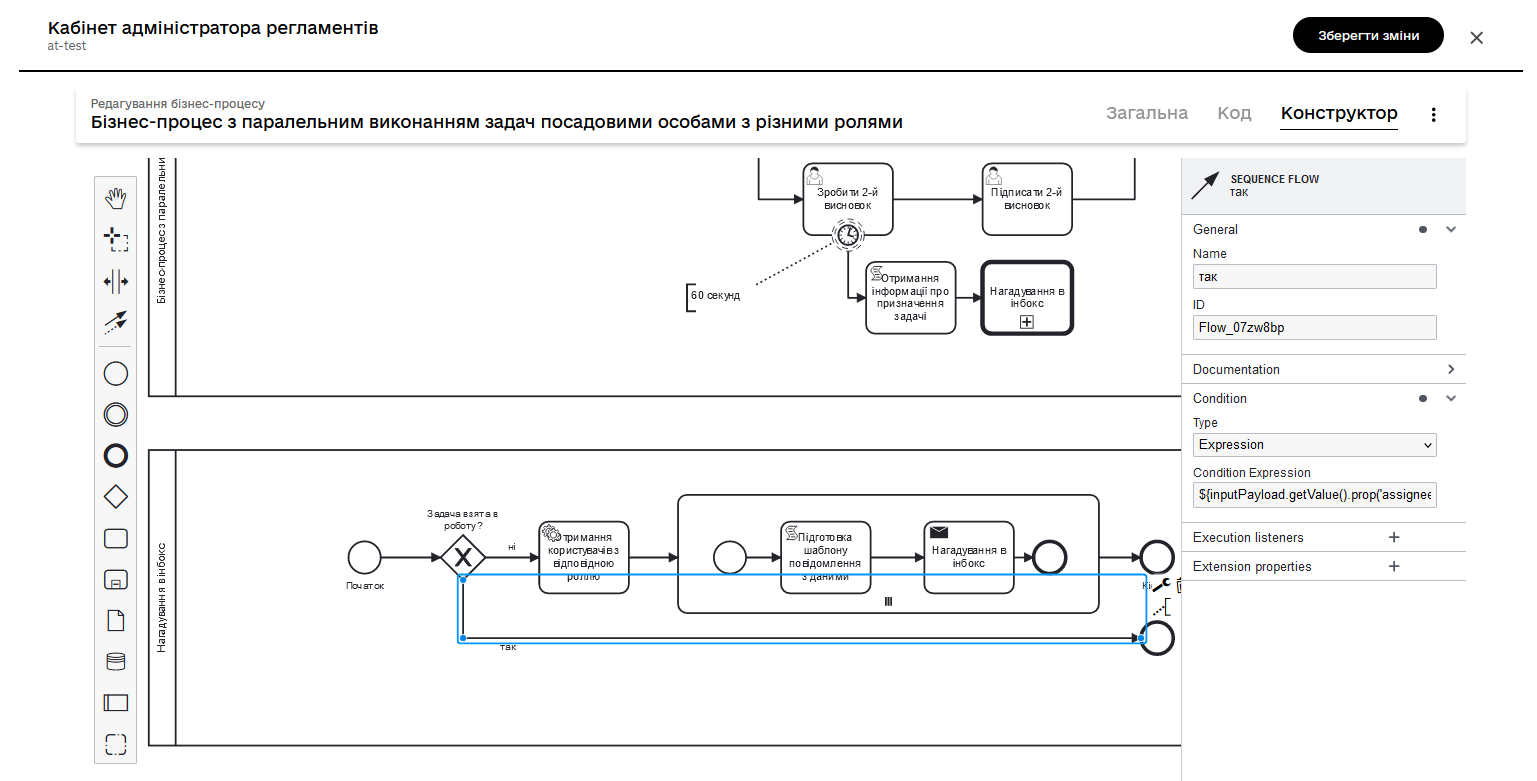 Кабінет адміністратора регламентів
at-test
Зберегти зміни
Редагування бізнес-процесу
Бізнес-процес з паралельним виконанням задач посадовими особами з різними ролями
Загальна
Код
Конструктор
Бізнес-процес з паралельни
Зробити 2-й
висновок
Підписати 2-й
висновок
60 секунд
Отримання
інформації про
призначення
задачі
Нагадування в
інбокс
Нагадування в інбокс
Початок
Задача взята в
роботу?
ні
Отримання
користувачів з
відповідною
роллю
Підготовка
шаблону
повідомлення
з даними
Нагадування в
інбокс
так
SEQUENCE FLOW
так
General
Name
так
ID
Flow_07zw8bp
Documentation
Condition
Type
Expression
Condition Expression
${inputPayload.getValue().prop('assignee
Execution listeners
Extension properties